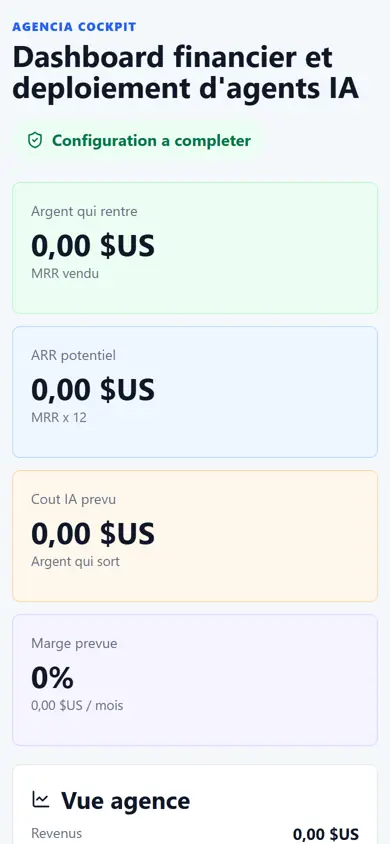 AGENCIA COCKPIT
Dashboard financier et
deploiement d'agents IA
Configuration a completer
Argent qui rentre
0,00 $US
MRR vendu
ARR potentiel
0,00 $US
MRR x 12
Cout IA prevu
0,00 $US
Argent qui sort
Marge prevue
0%
0,00 $US / mois
Vue agence
Revenus 0,00 $US